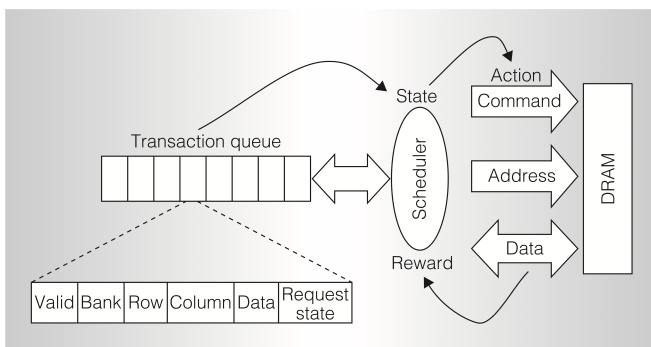 Action
State
Command
Transaction queue
Scheduler
Address
DRAM
Data
Reward
Valid
Bank
Row
Column
Data
Request
state